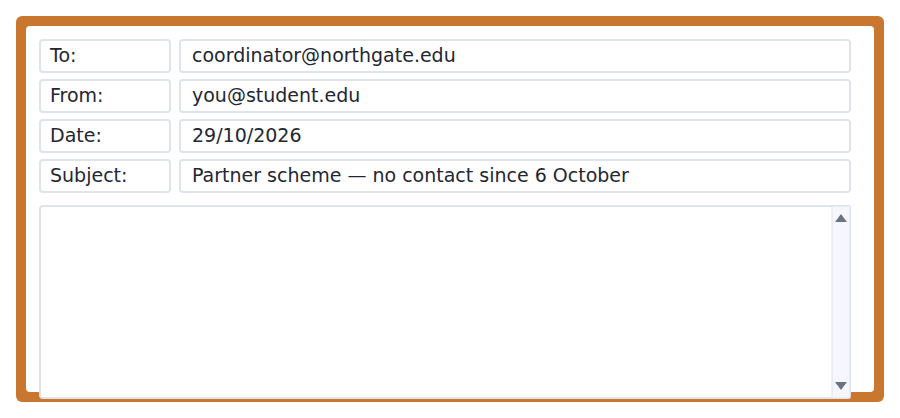 To: coordinator@northgate.edu
From: you@student.edu
Date: 29/10/2026
Subject: Partner scheme — no contact since 6 October